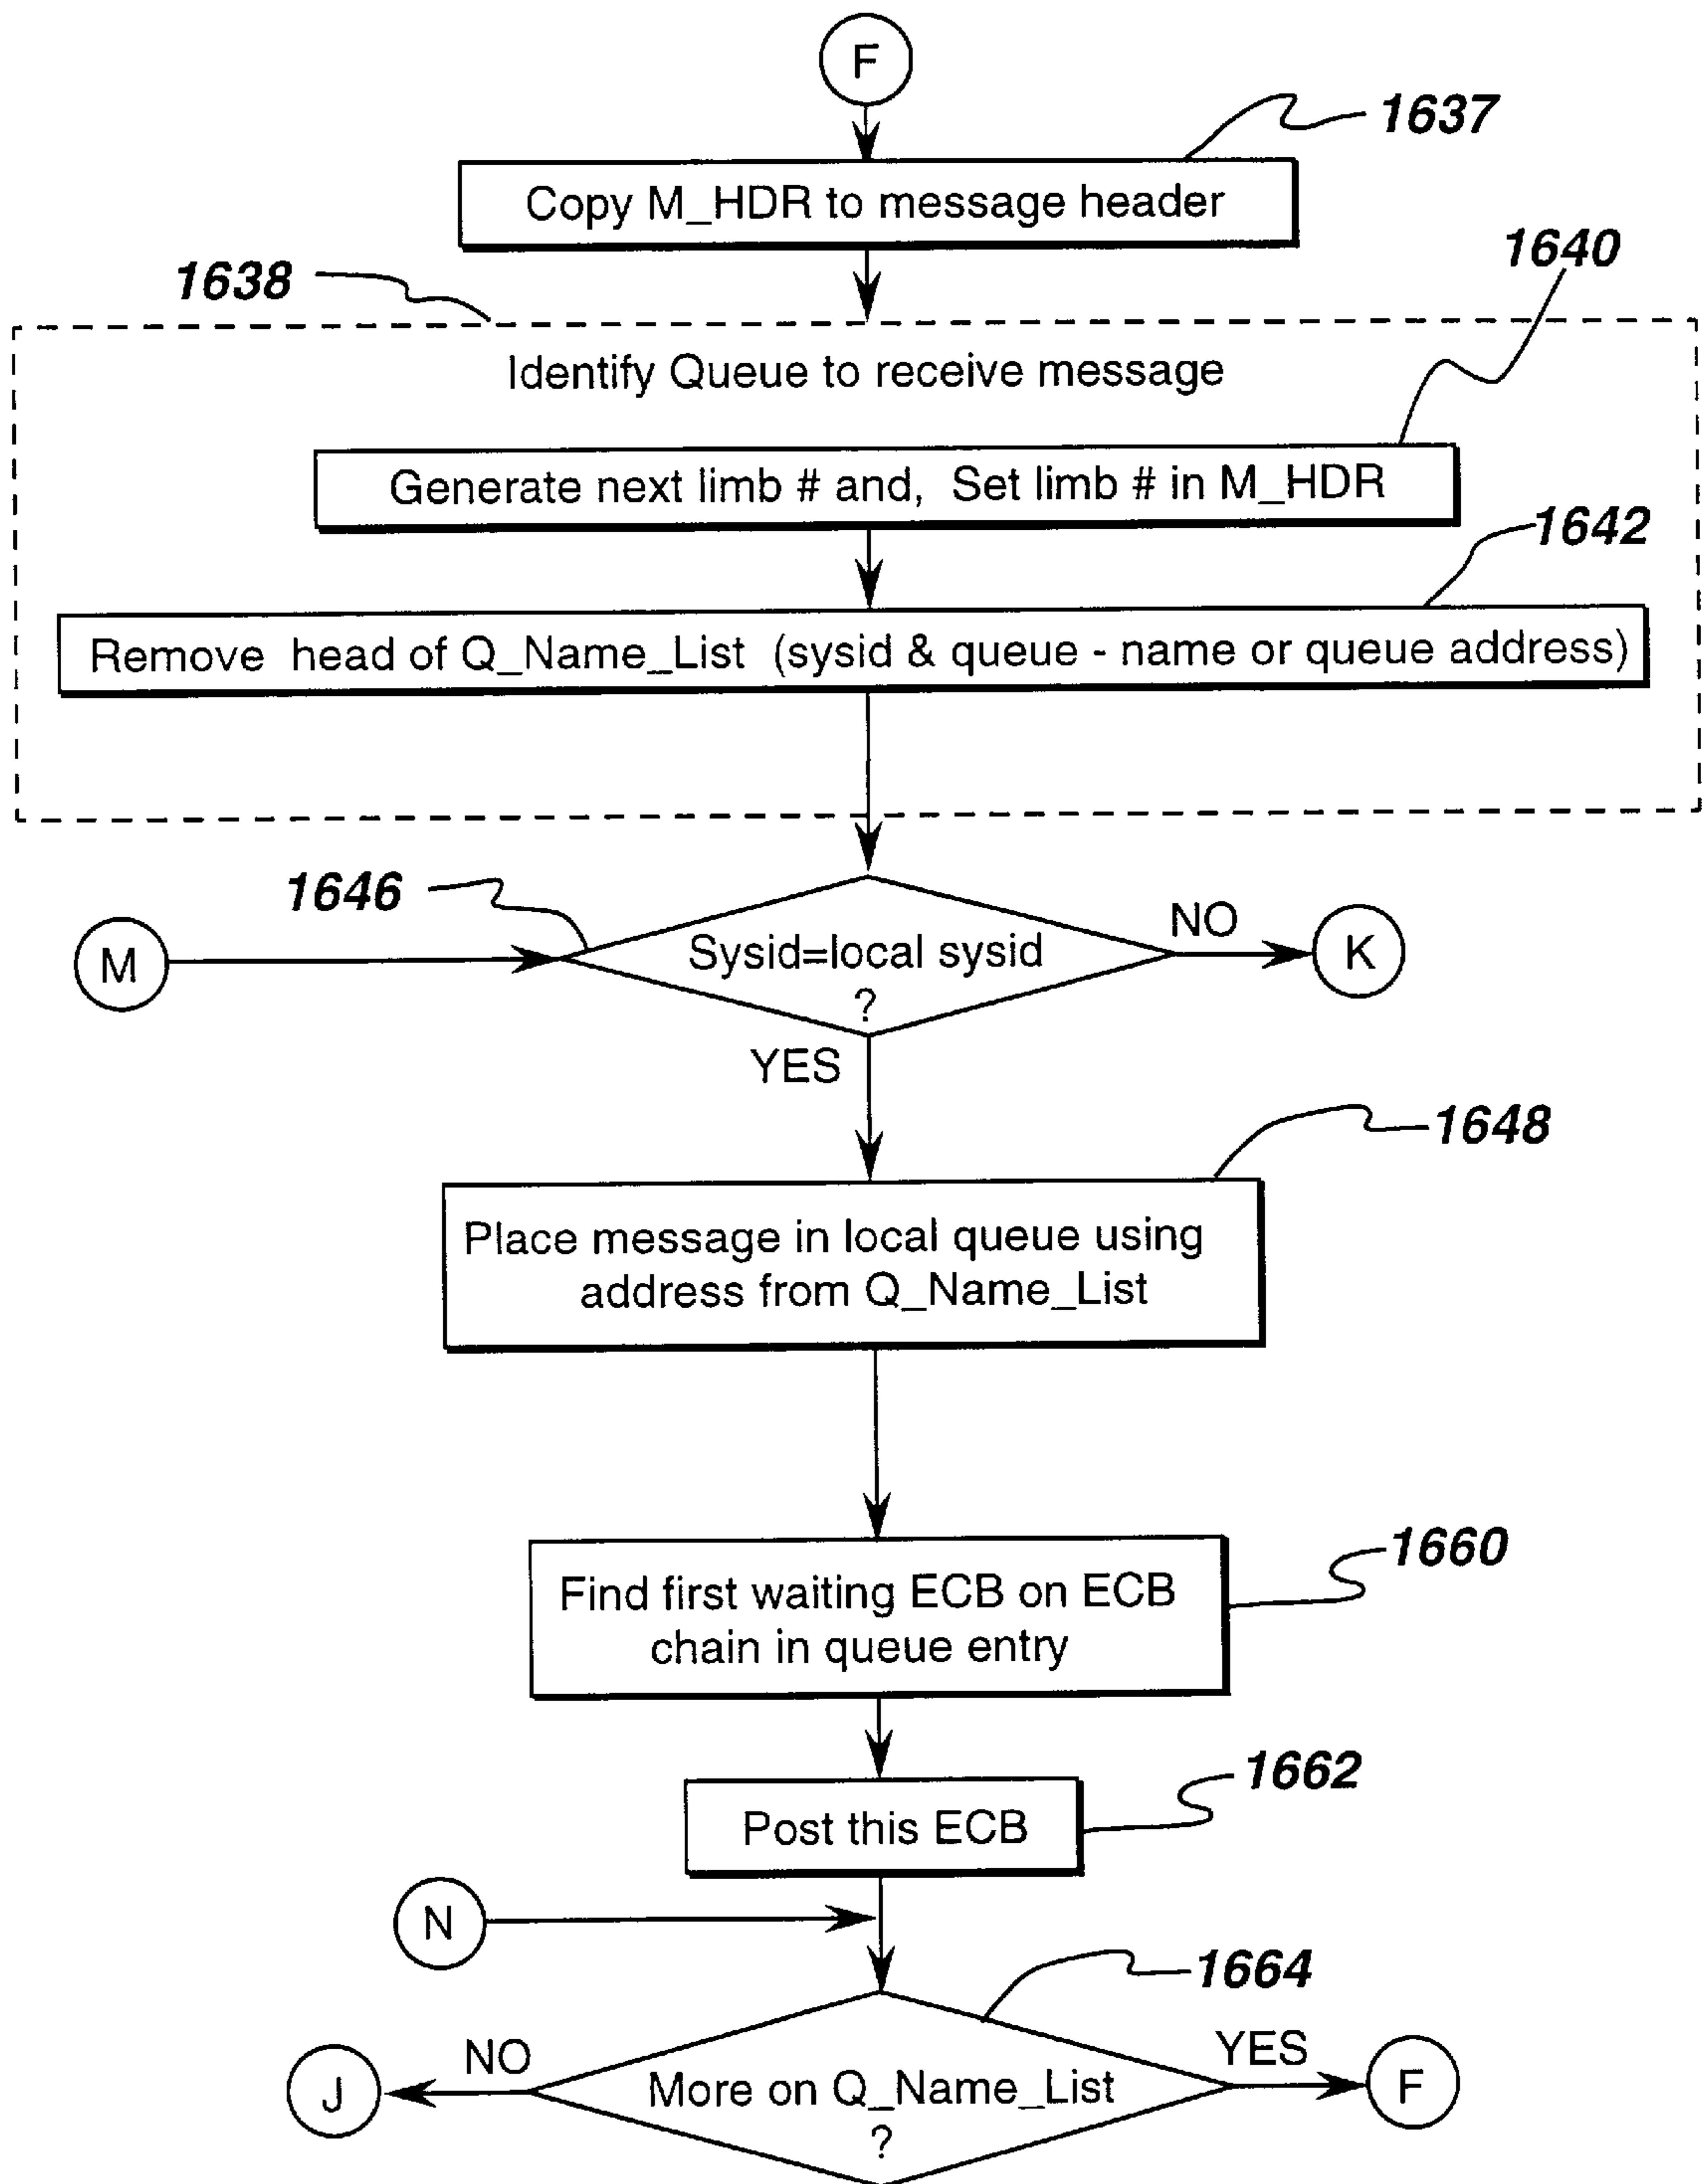 F
1637
Copy M_HDR to message header
1640
1638
Identify Queue to receive message
Generate next limb # and, Set limb # in M_HDR
1642
Remove head of Q_Name_List (sysid & queue - name or queue address)
1646
NO
M
Sysid=local sysid
?
K
YES
1648
Place message in local queue using
address from Q_Name_List
1660
Find first waiting ECB on ECB
chain in queue entry
1662
Post this ECB
N
1664
NO
YES
J
More on Q_Name_List
?
F